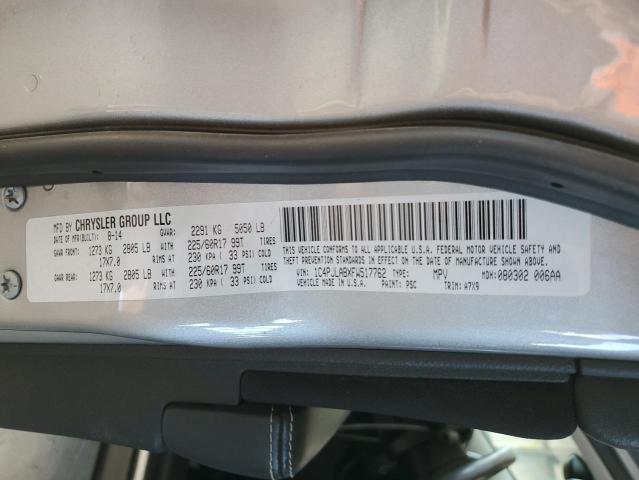 MFD BY CHRYSLER GROUP LLC
DATE OF MFR(BUILT): 8-14 GVWR: 2291 KG 5050 LB
GAWR FRONT: 1273 KG 2805 LB WITH 225/60R17 99T TIRES
17X7.0 RIMS AT 230 KPA ( 33 PSI) COLD
GAWR REAR: 1273 KG 2805 LB WITH 225/60R17 99T TIRES
17X7.0 RIMS AT 230 KPA ( 33 PSI) COLD
THIS VEHICLE CONFORMS TO ALL APPLICABLE U.S.A. FEDERAL MOTOR VEHICLE SAFETY AND
THEFT PREVENTION STANDARDS IN EFFECT ON THE DATE OF MANUFACTURE SHOWN ABOVE.
VIN: 1C4PJLABXFW517762 TYPE: MPV MDH: 080302 006AA
VEHICLE MADE IN U.S.A. PAINT: PSC TRIM: A7X9